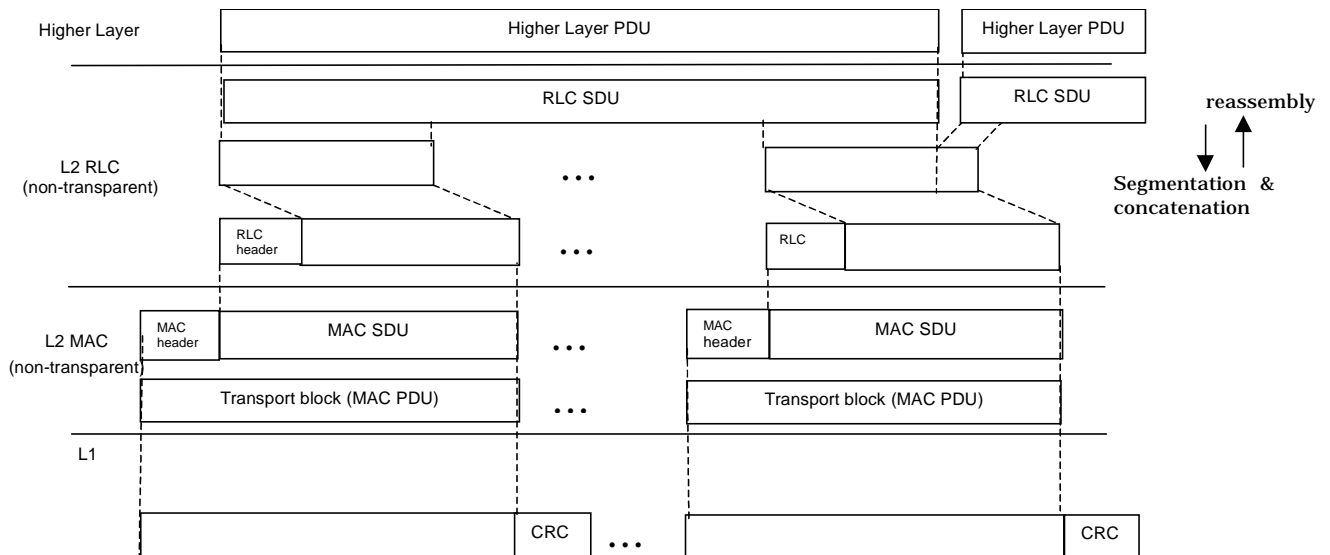 Higher Layer
Higher Layer PDU
Higher Layer PDU
RLC SDU
RLC SDU
reassembly
L2 RLC
(non-transparent)
...
Segmentation &
concatenation
RLC
header
...
RLC
L2 MAC
(non-transparent)
MAC
header
MAC SDU
...
MAC
header
MAC SDU
Transport block (MAC PDU)
...
Transport block (MAC PDU)
L1
CRC
...
CRC